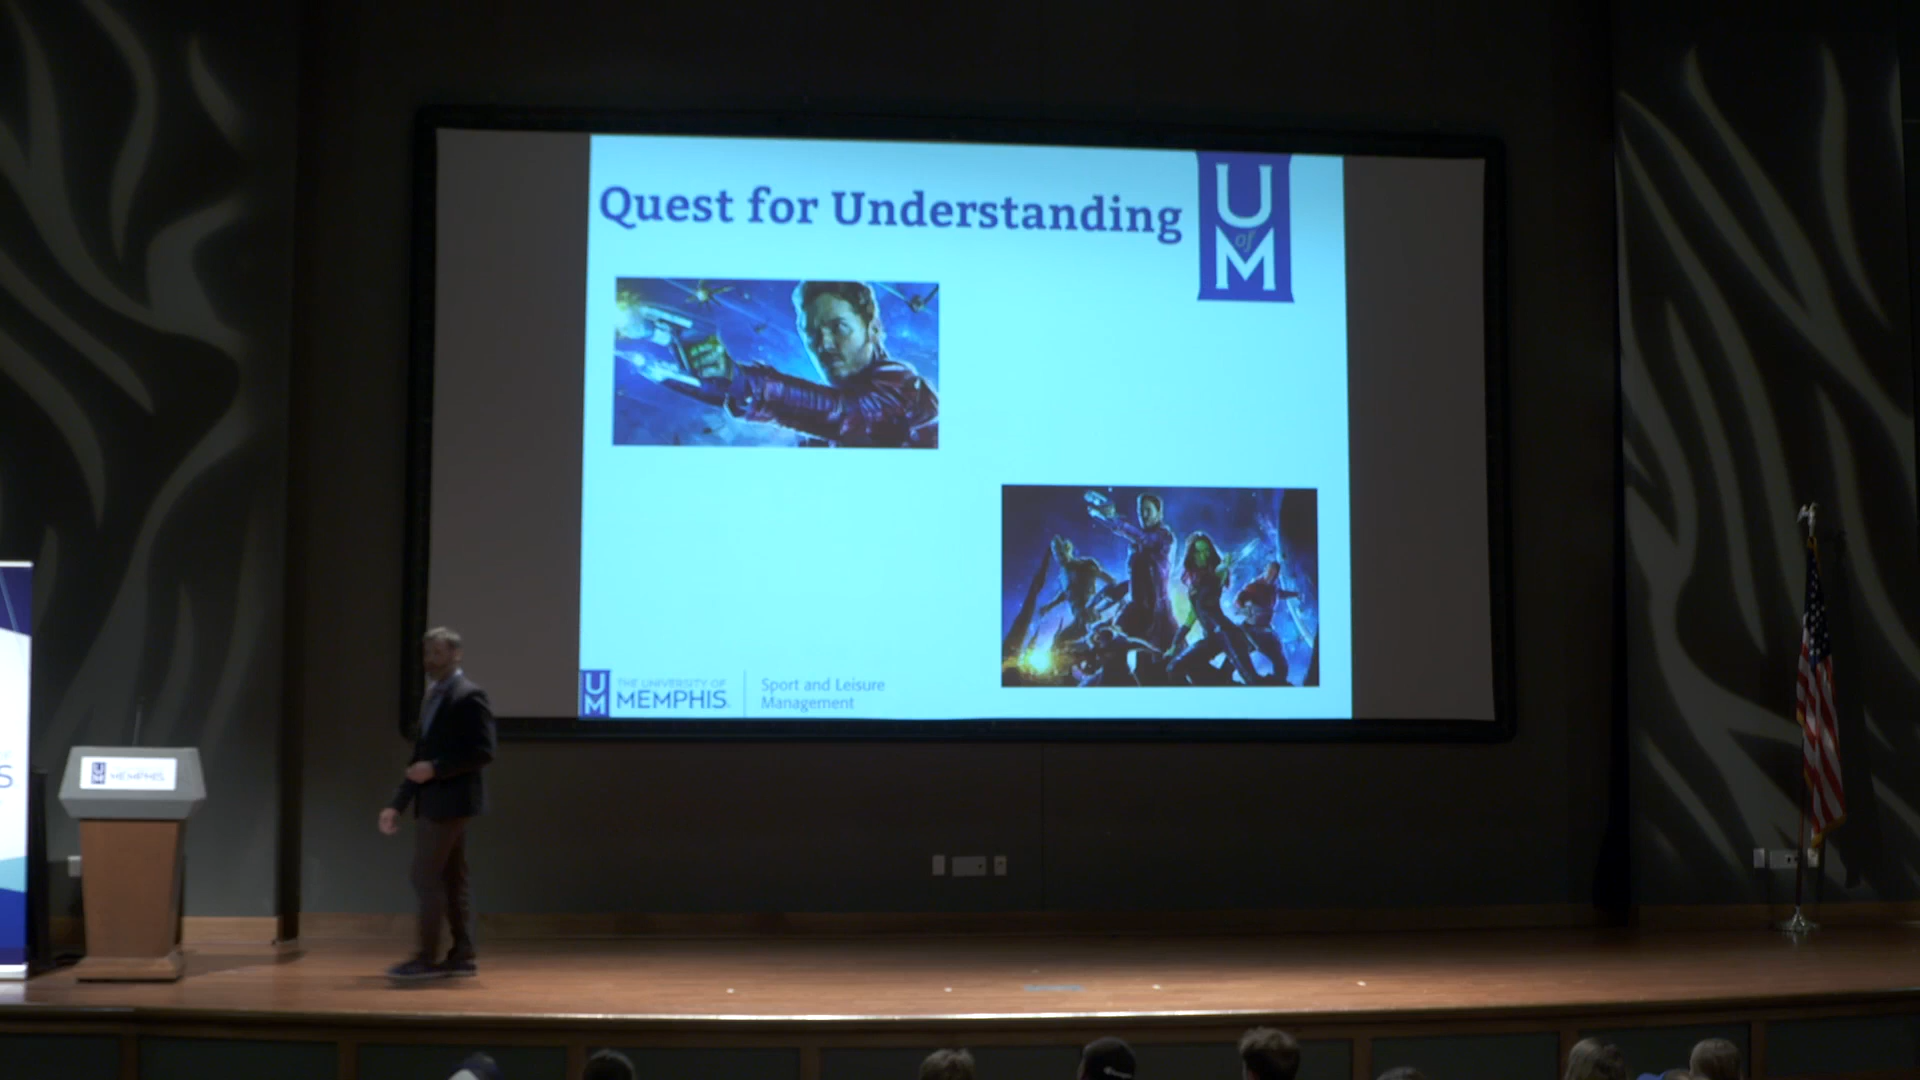 Quest for Understanding
U
of
M
U
M
THE UNIVERSITY OF
MEMPHIS.
Sport and Leisure
Management
U
M
MEMPHIS
S